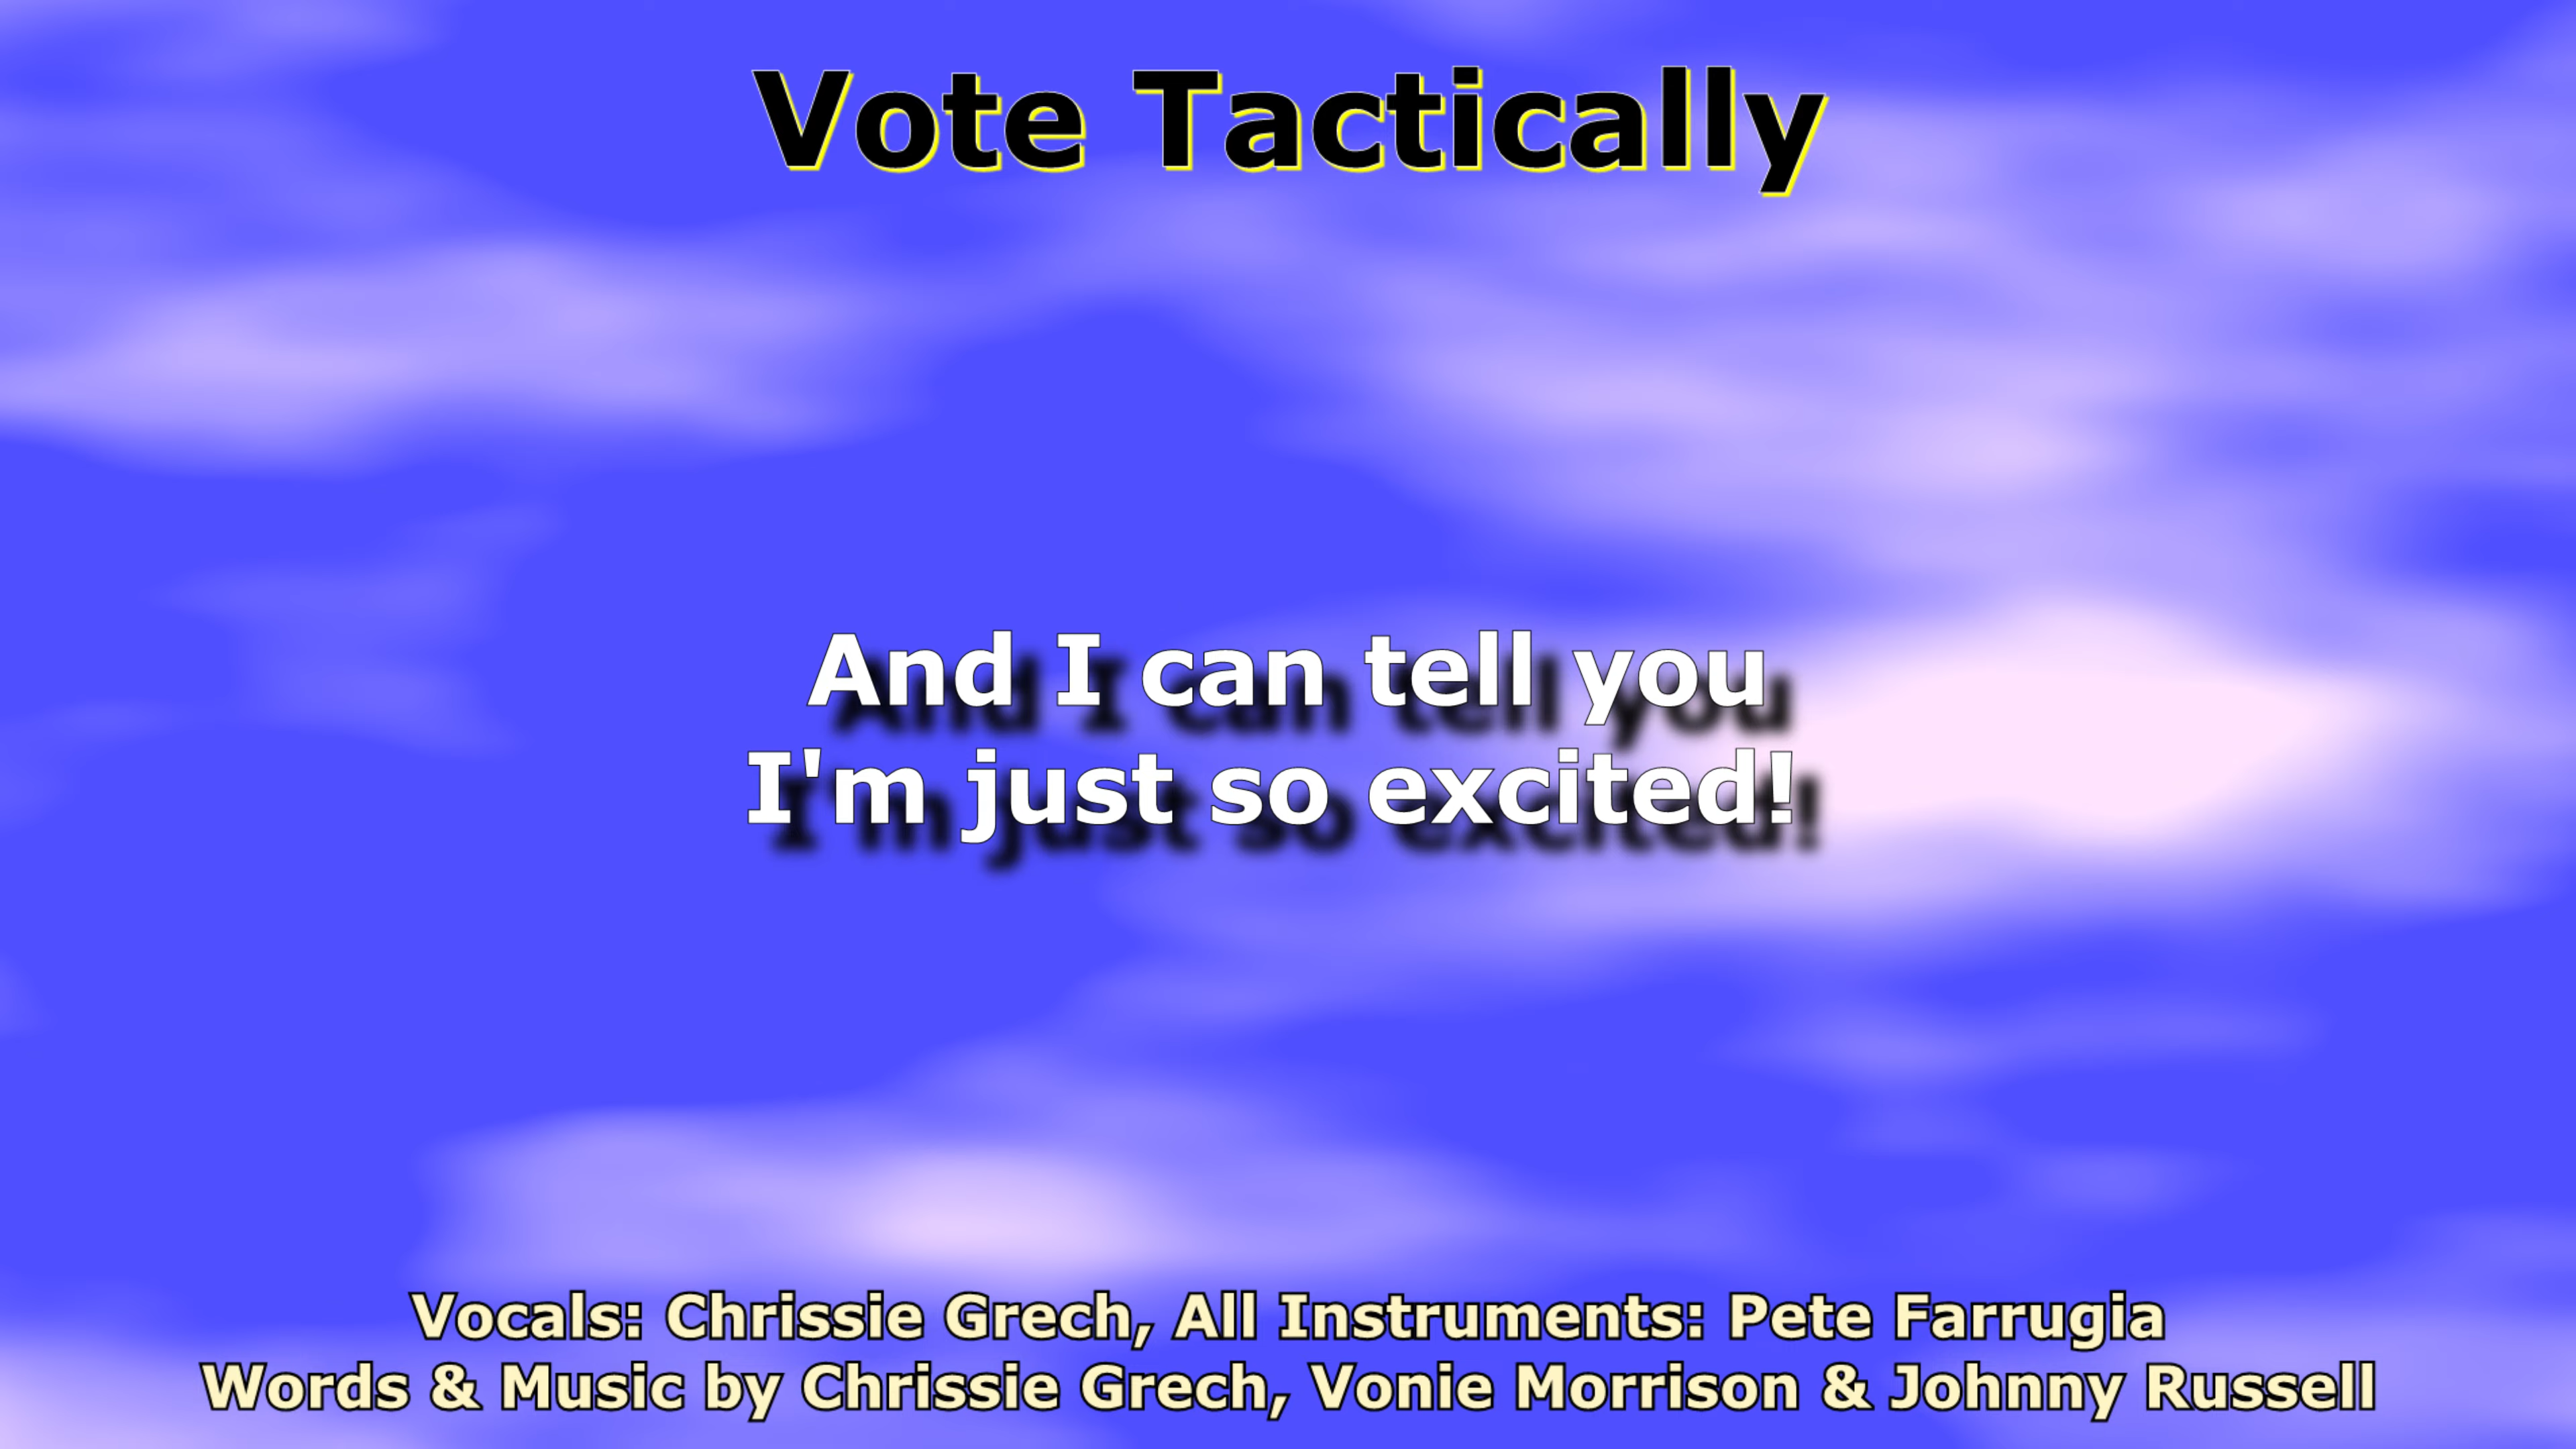 Vote Tactically
And I can tell you
I'm just so excited!
Vocals: Chrissie Grech, All Instruments: Pete Farrugia
Words & Music by Chrissie Grech, Vonie Morrison & Johnny Russell